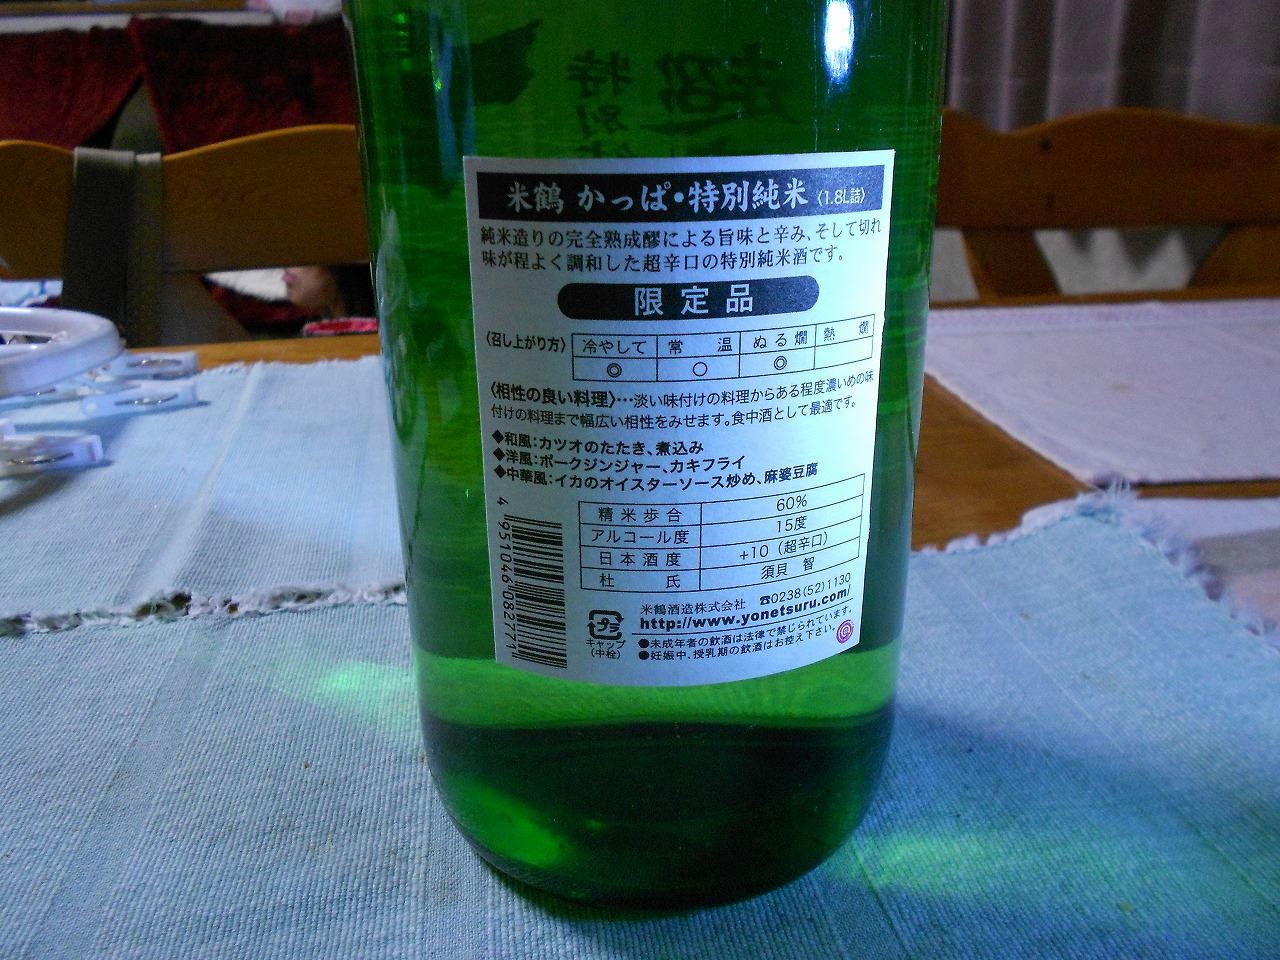 米鶴 かっぱ・特別純米〈1.8L詰〉
純米造りの完全熟成醪による旨味と辛み、そして切れ
味が程よく調和した超辛口の特別純米酒です。
限定品
〈召し上がり方〉 冷やして 常温 ぬる燗 熱燗
◎ ○ ◎
〈相性の良い料理〉…淡い味付けの料理からある程度濃いめの味
付けの料理まで幅広い相性をみせます。食中酒として最適です。
◆和風：カツオのたたき、煮込み
◆洋風：ポークジンジャー、カキフライ
◆中華風：イカのオイスターソース炒め、麻婆豆腐
精米歩合 60%
アルコール度 15度
日本酒度 +10（超辛口）
杜氏 須貝 智
米鶴酒造株式会社 ☎0238(52)1130
http://www.yonetsuru.com/
●未成年者の飲酒は法律で禁じられています。
●妊娠中、授乳期の飲酒はお控え下さい。
プラ
キャップ
（中栓）
4 951046 082771
超
特別